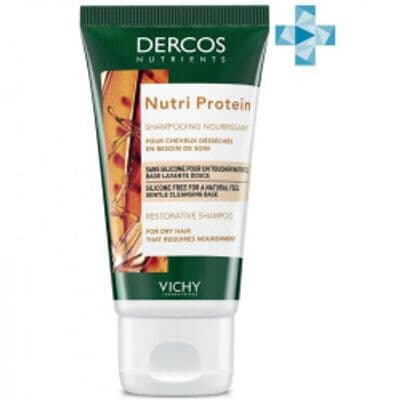 DERCOS
NUTRIENTS
Nutri Protein
SHAMPOOING NOURISSANT
POUR CHEVEUX DESSÉCHÉS
EN BESOIN DE SOIN
SANS SILICONE POUR UN TOUCHER NATUREL
BASE LAVANTE DOUCE
SILICONE FREE FOR A NATURAL FEEL
GENTLE CLEANSING BASE
RESTORATIVE SHAMPOO
FOR DRY HAIR
THAT REQUIRES NOURISHMENT
VICHY
LABORATOIRES